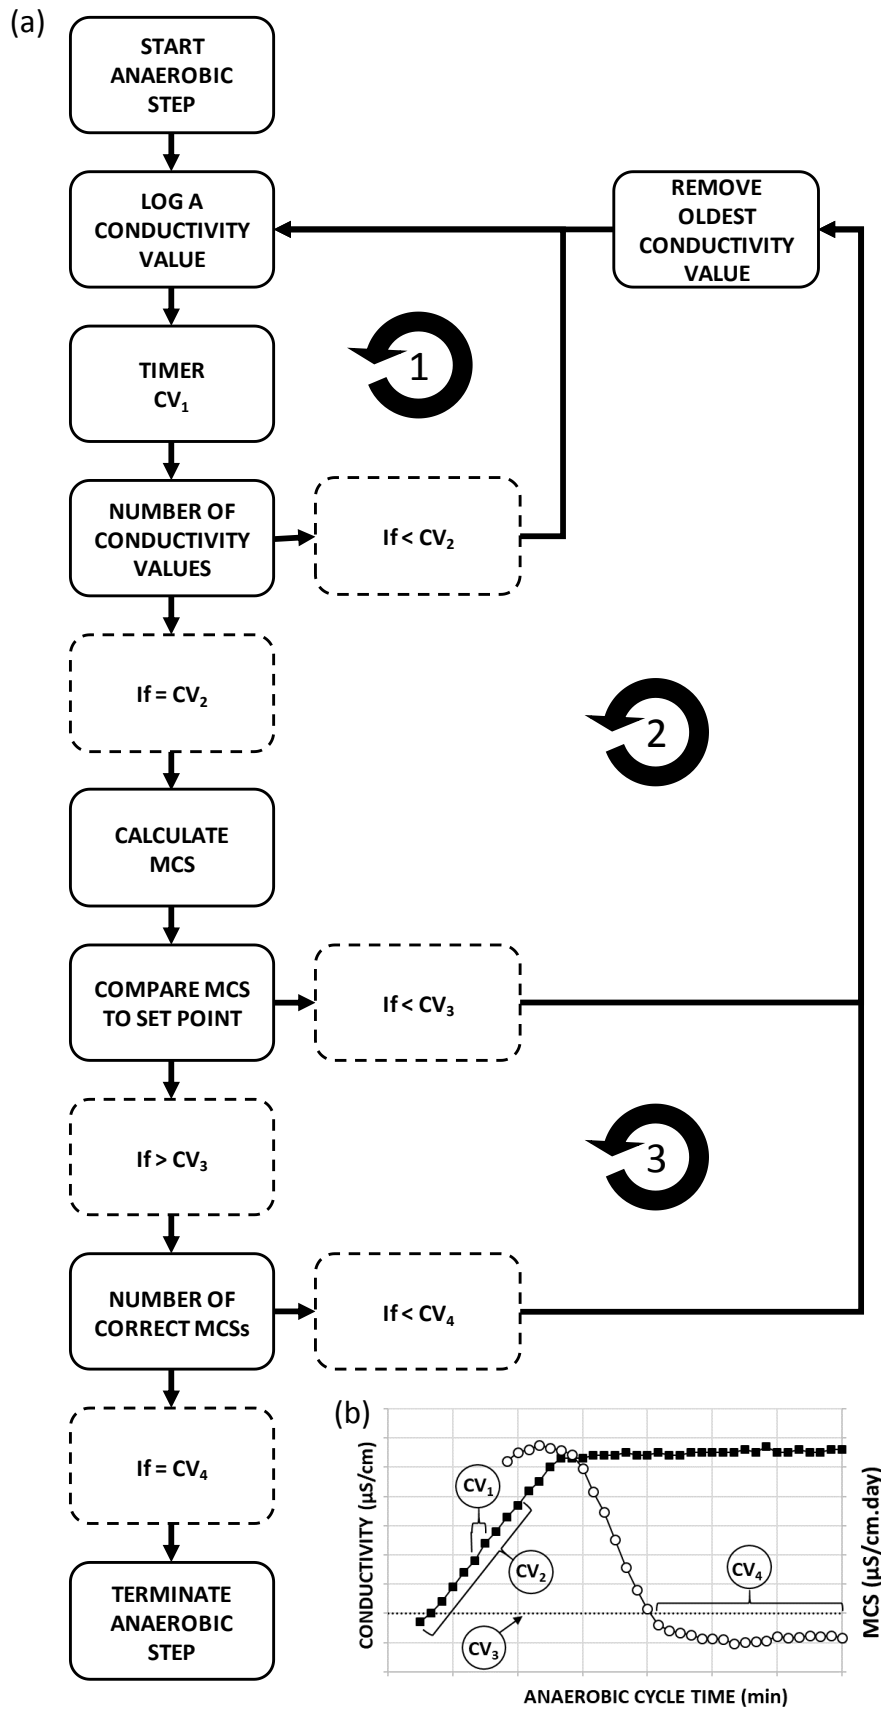 (a)
START
ANAEROBIC
STEP
LOG A
CONDUCTIVITY
VALUE
REMOVE
OLDEST
CONDUCTIVITY
VALUE
TIMER
CV₁
1
NUMBER OF
CONDUCTIVITY
VALUES
If < CV₂
If = CV₂
2
CALCULATE
MCS
COMPARE MCS
TO SET POINT
If < CV₃
If > CV₃
3
NUMBER OF
CORRECT MCSs
If < CV₄
If = CV₄
TERMINATE
ANAEROBIC
STEP
(b)
CONDUCTIVITY (µS/cm)
CV₁
CV₂
CV₃
CV₄
MCS (µS/cm.day)
ANAEROBIC CYCLE TIME (min)